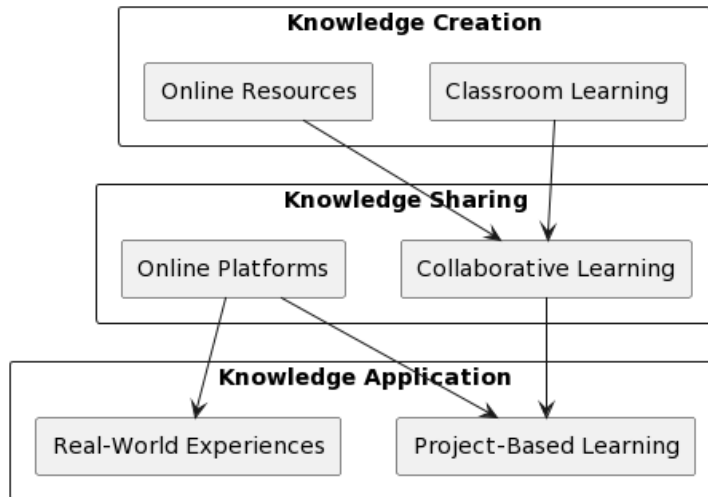 Knowledge Creation
Online Resources
Classroom Learning
Knowledge Sharing
Online Platforms
Collaborative Learning
Knowledge Application
Real-World Experiences
Project-Based Learning